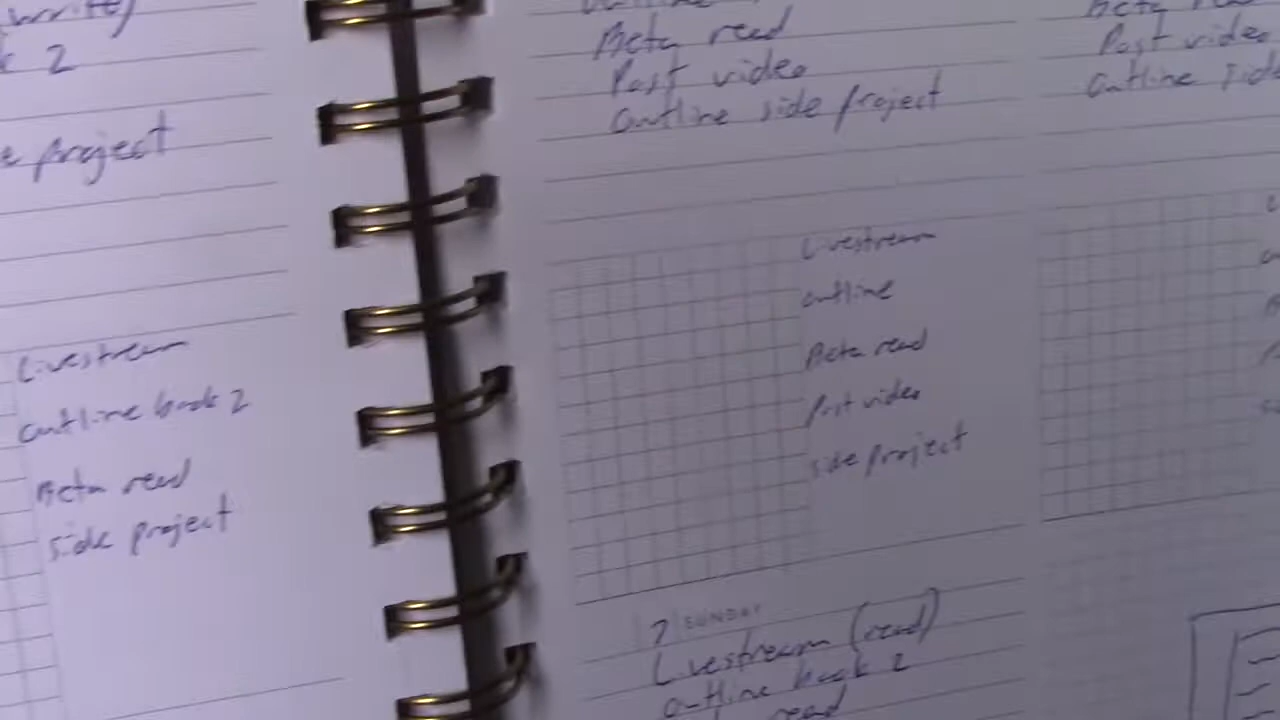 2
project
Livestream
outline book 2
Beta read
side project
Beta read
Post video
outline side project
Livestream
outline
Beta read
Post video
side project
7 SUNDAY
Livestream (read)
outline book 2
read
Post video
outline